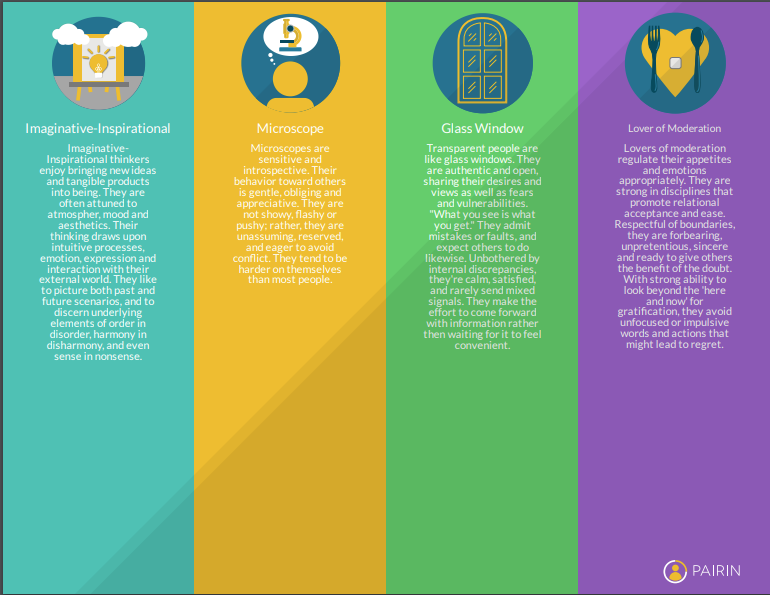 Imaginative-Inspirational
Imaginative-
Inspirational thinkers
enjoy bringing new ideas
and tangible products
into being. They are
often attuned to
atmospher, mood and
aesthetics. Their
thinking draws upon
intuitive processes,
emotion, expression and
interaction with their
external world. They like
to picture both past and
future scenarios, and to
discern underlying
elements of order in
disorder, harmony in
disharmony, and even
sense in nonsense.
Microscope
Microscopes are
sensitive and
introspective. Their
behavior toward others
is gentle, obliging and
appreciative. They are
not showy, flashy or
pushy; rather, they are
unassuming, reserved,
and eager to avoid
conflict. They tend to be
harder on themselves
than most people.
Glass Window
Transparent people are
like glass windows. They
are authentic and open,
sharing their desires and
views as well as fears
and vulnerabilities.
"What you see is what
you get." They admit
mistakes or faults, and
expect others to do
likewise. Unbothered by
internal discrepancies,
they're calm, satisfied,
and rarely send mixed
signals. They make the
effort to come forward
with information rather
then waiting for it to feel
convenient.
Lover of Moderation
Lovers of moderation
regulate their appetites
and emotions
appropriately. They are
strong in disciplines that
promote relational
acceptance and ease.
Respectful of boundaries,
they are forbearing,
unpretentious, sincere
and ready to give others
the benefit of the doubt.
With strong ability to
look beyond the 'here
and now' for
gratification, they avoid
unfocused or impulsive
words and actions that
might lead to regret.
PAIRIN